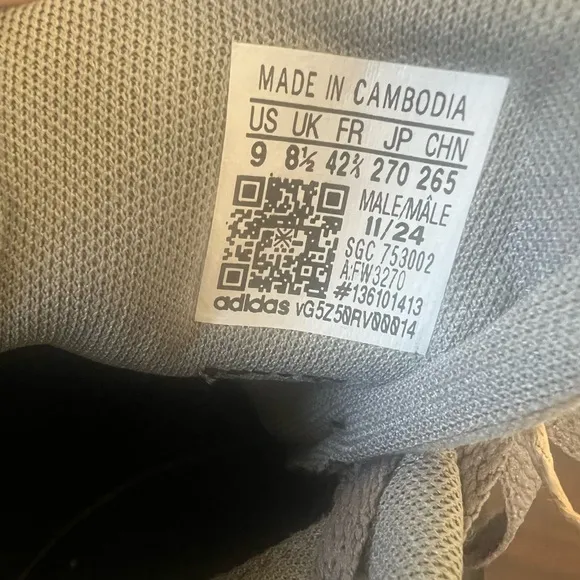 MADE IN CAMBODIA
US UK FR JP CHN
9 8½ 42⅔ 270 265
MALE/MÂLE
11/24
SGC 753002
A:FW3270
#136101413
adidas vG5Z50RV00014